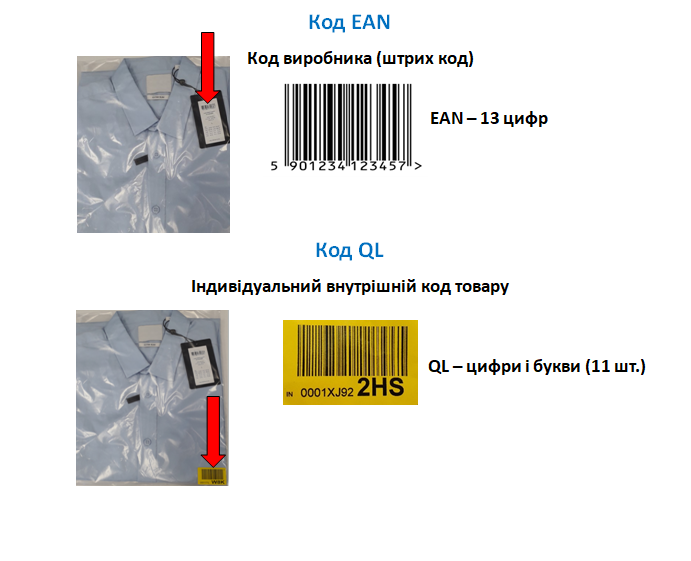 Код EAN
Код виробника (штрих код)
EAN – 13 цифр
5 901234 123457 >
Код QL
Індивідуальний внутрішній код товару
QL – цифри і букви (11 шт.)
IN 0001XJ92 2HS